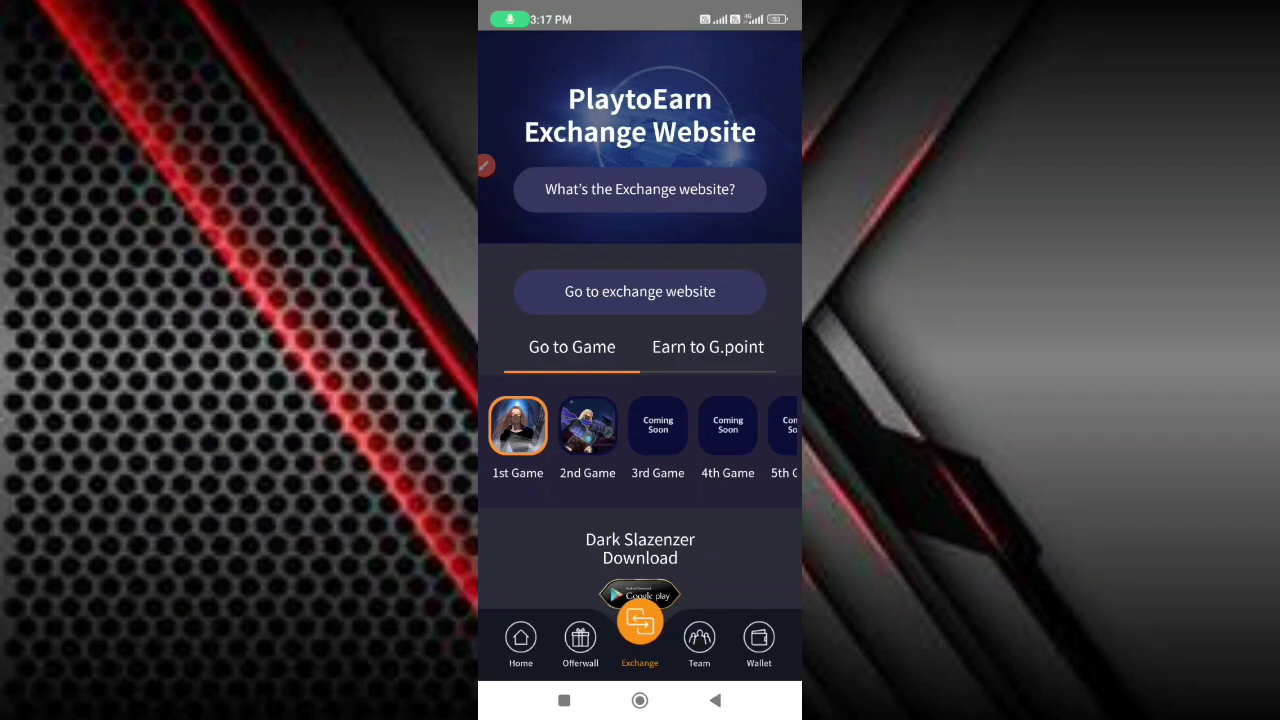 3:17 PM
4G
PlaytoEarn
Exchange Website
What's the Exchange website?
Go to exchange website
Go to Game
Earn to G.point
Coming
Soon
Coming
Soon
1st Game
2nd Game
3rd Game
4th Game
Dark Slazenzer
Download
Google play
Home
Offerwall
Exchange
Team
Wallet